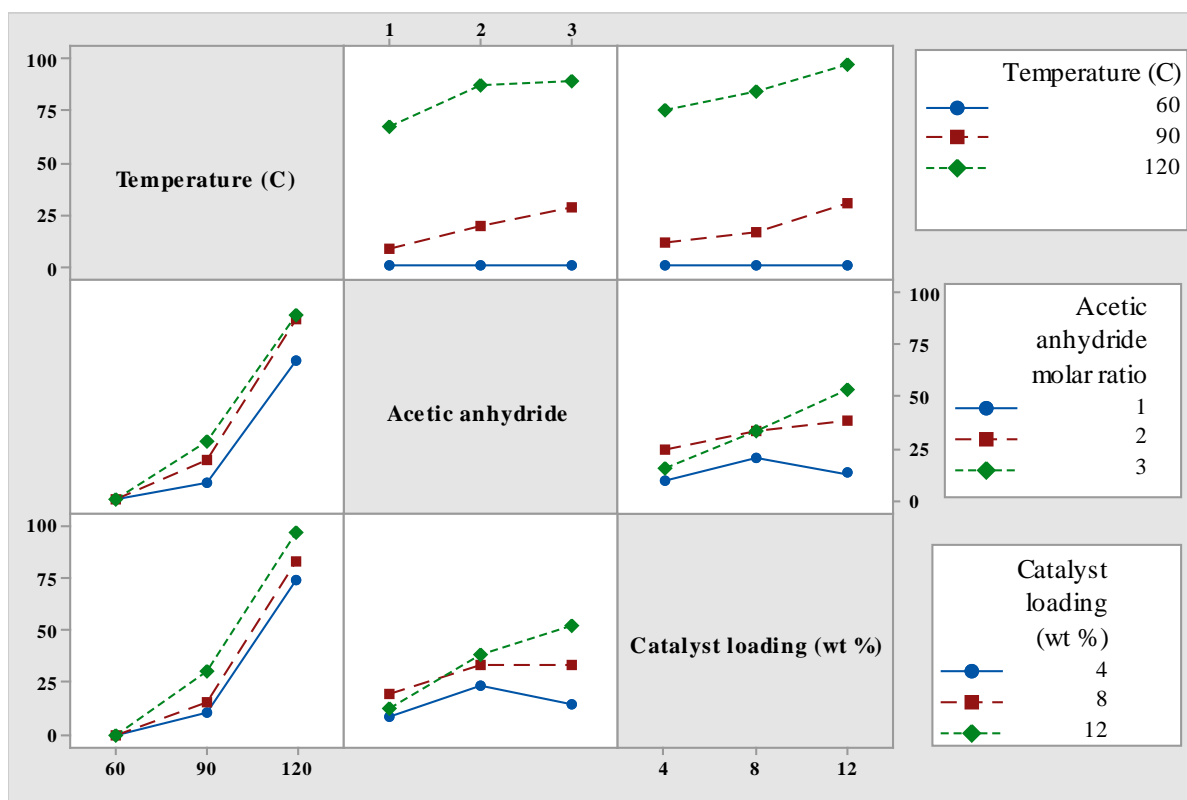 1 2 3
100
75
50
25
0
Temperature (C)
Temperature (C)
60
90
120
Acetic anhydride
100
75
50
25
0
Acetic
anhydride
molar ratio
1
2
3
100
75
50
25
0
Catalyst loading (wt %)
Catalyst
loading
(wt %)
4
8
12
60 90 120
4 8 12